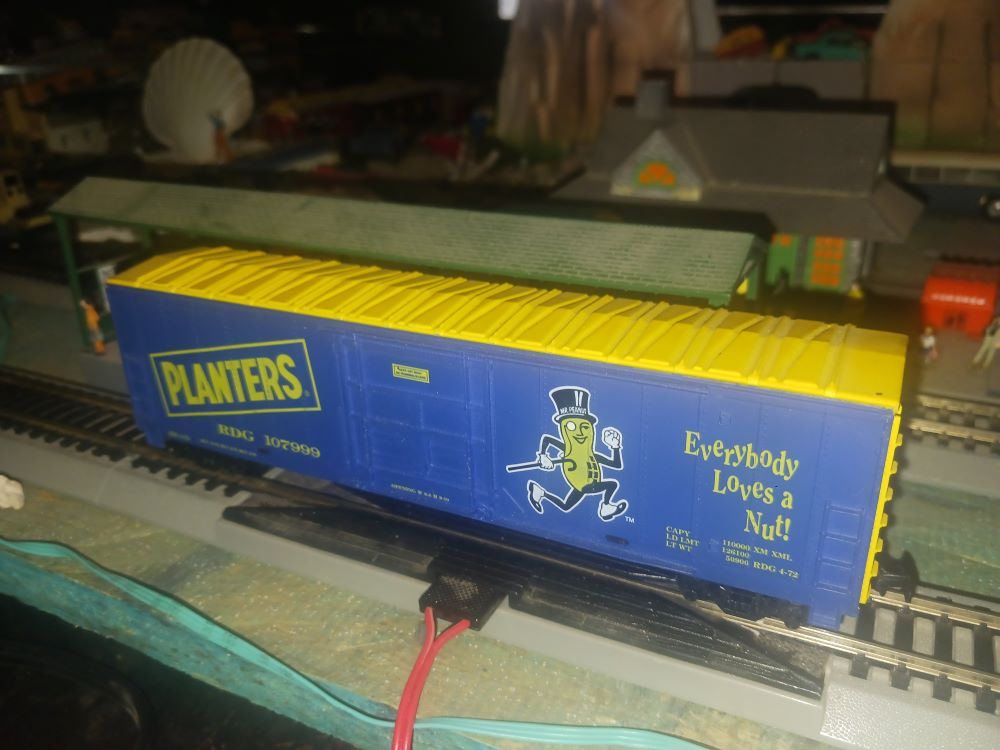 PLANTERS
RDG 107999
MR. PEANUT
TM
Everybody
Loves a
Nut!
CAPY 110000 XM XML
LD LMT 126100
LT WT 50900 RDG 4-72